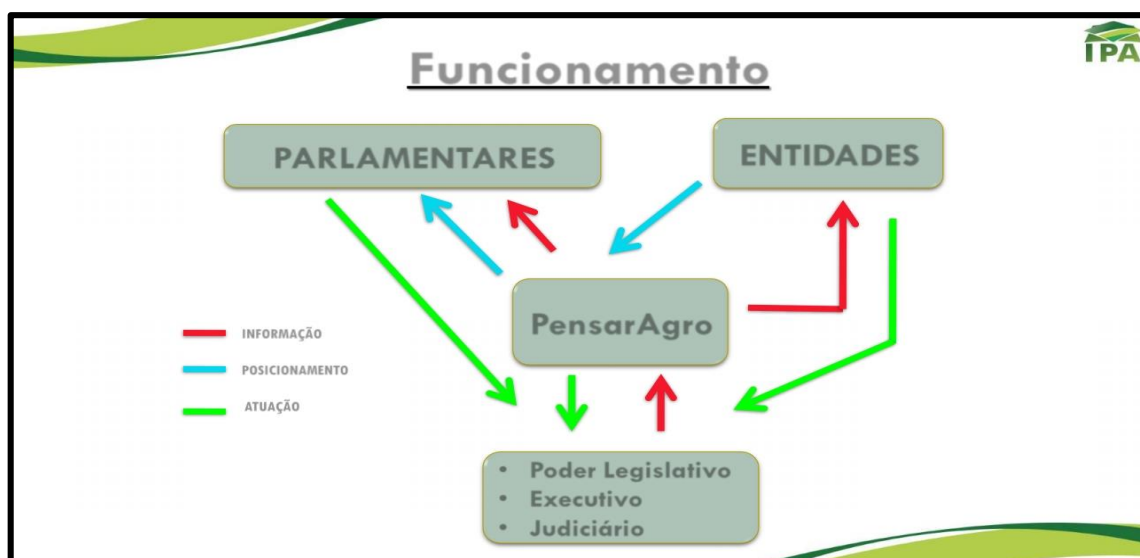 IPA
Funcionamento
PARLAMENTARES
ENTIDADES
PensarAgro
INFORMAÇÃO
POSICIONAMENTO
ATUAÇÃO
• Poder Legislativo
• Executivo
• Judiciário